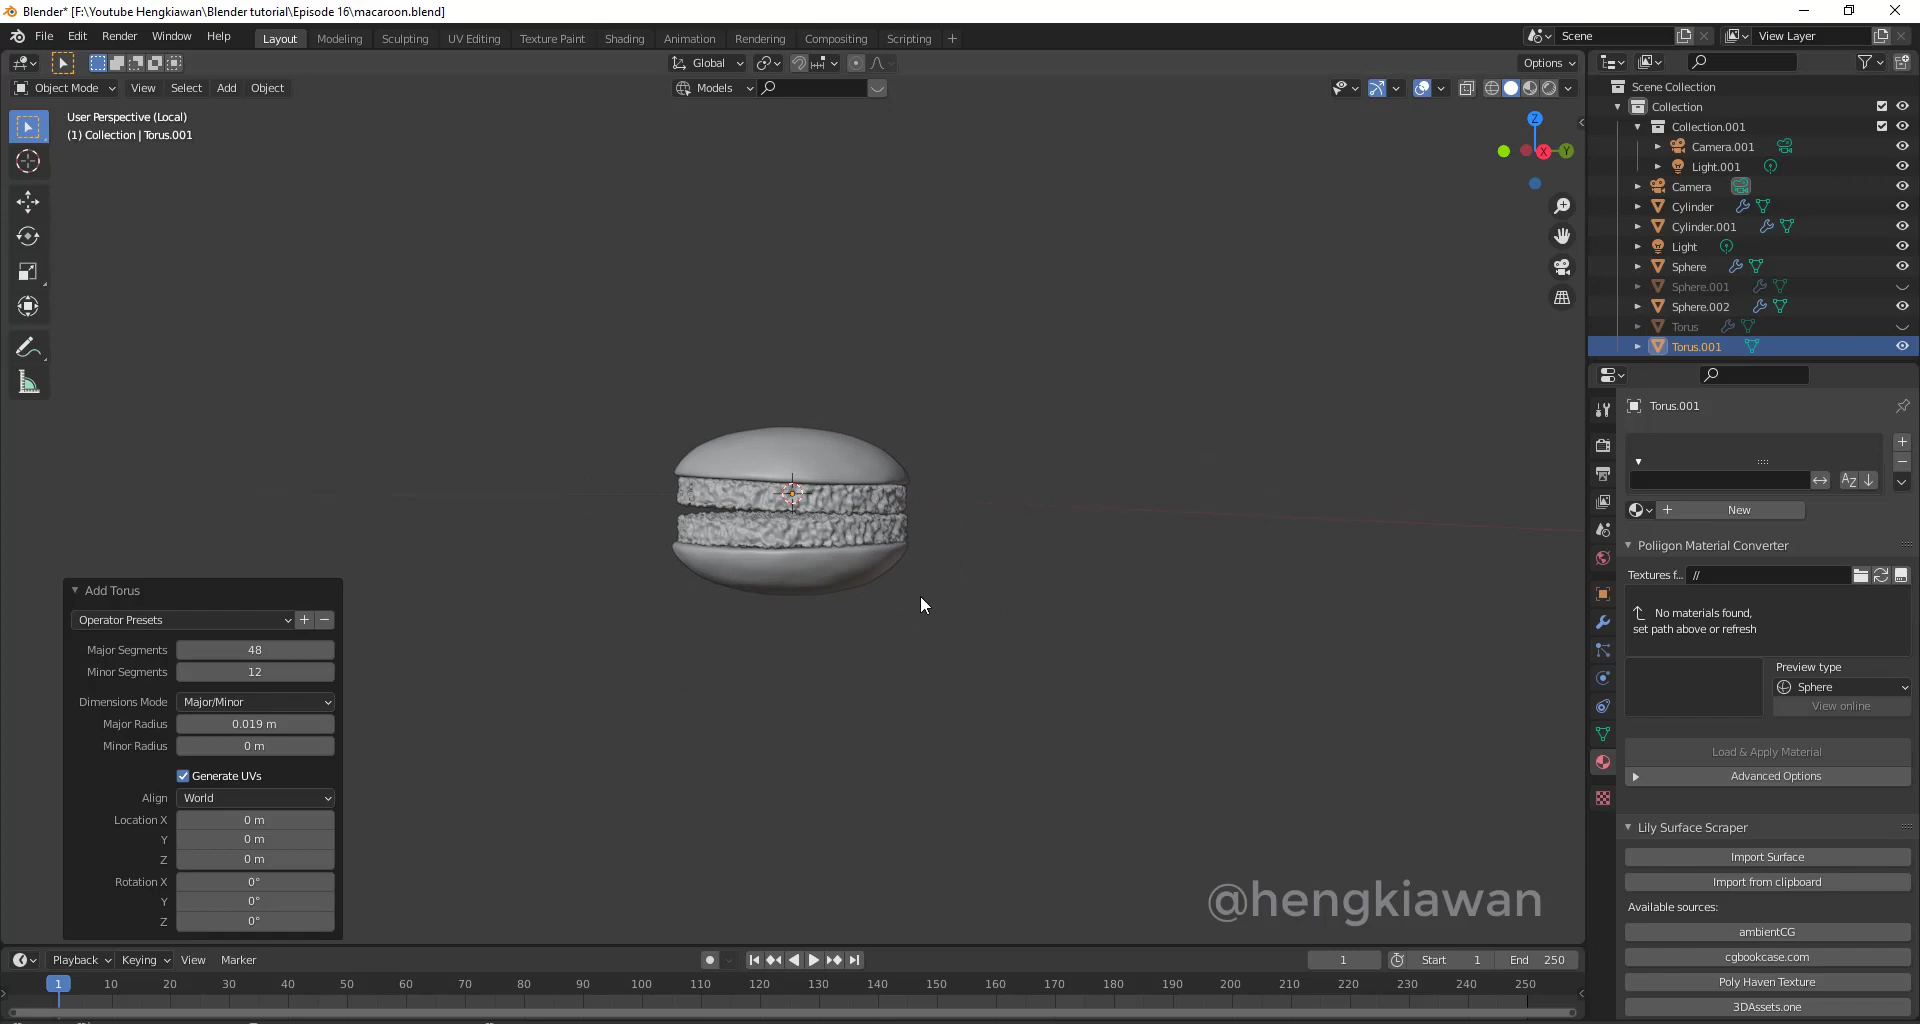 Blender* [F:\Youtube Hengkiawan\Blender tutorial\Episode 16\macaroon.blend]
File Edit Render Window Help
Layout Modeling Sculpting UV Editing Texture Paint Shading Animation Rendering Compositing Scripting +
Scene
View Layer
Global
Options
Object Mode View Select Add Object
Models
User Perspective (Local)
(1) Collection | Torus.001
Z
X
Y
Scene Collection
Collection
Collection.001
Camera.001
Light.001
Camera
Cylinder
Cylinder.001
Light
Sphere
Sphere.001
Sphere.002
Torus
Torus.001
Torus.001
New
Poliigon Material Converter
Textures f... //
No materials found,
set path above or refresh
Preview type
Sphere
View online
Load & Apply Material
Advanced Options
Lily Surface Scraper
Import Surface
Import from clipboard
Available sources:
ambientCG
cgbookcase.com
Poly Haven Texture
3DAssets.one
Add Torus
Operator Presets
Major Segments 48
Minor Segments 12
Dimensions Mode Major/Minor
Major Radius 0.019 m
Minor Radius 0 m
Generate UVs
Align World
Location X 0 m
Y 0 m
Z 0 m
Rotation X 0°
Y 0°
Z 0°
@hengkiawan
Playback Keying View Marker
1 Start 1 End 250
1 10 20 30 40 50 60 70 80 90 100 110 120 130 140 150 160 170 180 190 200 210 220 230 240 250